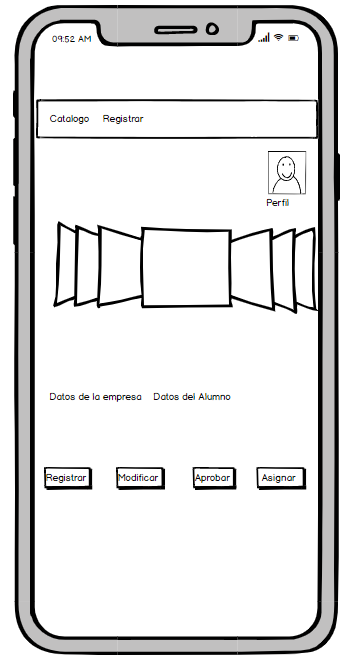 09:52 AM
Catalogo Registrar
Perfil
Datos de la empresa Datos del Alumno
Registrar Modificar Aprobar Asignar